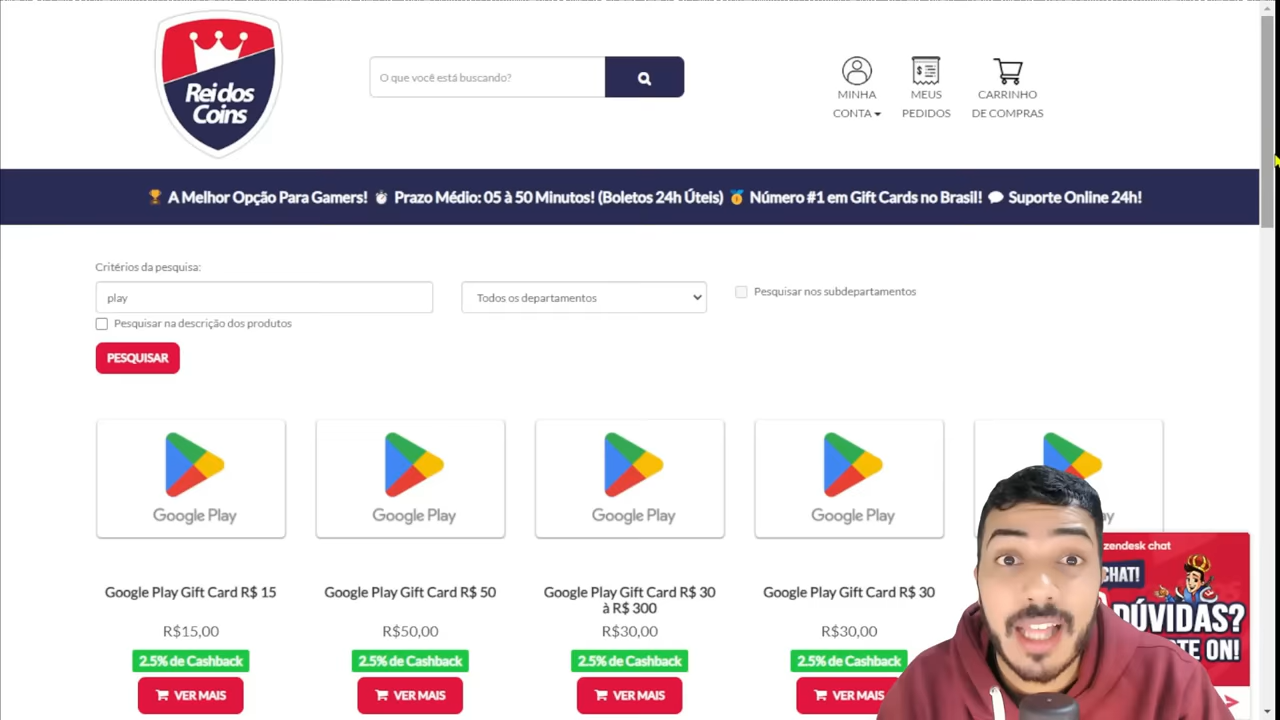 Rei dos
Coins
O que você está buscando?
MINHA
CONTA
MEUS
PEDIDOS
CARRINHO
DE COMPRAS
🏆 A Melhor Opção Para Gamers! ⏱ Prazo Médio: 05 à 50 Minutos! (Boletos 24h Úteis) 🏅 Número #1 em Gift Cards no Brasil! 💬 Suporte Online 24h!
Critérios da pesquisa:
play
Todos os departamentos
Pesquisar nos subdepartamentos
Pesquisar na descrição dos produtos
PESQUISAR
Google Play
Google Play
Google Play
Google Play
Google Play Gift Card R$ 15
R$15,00
2.5% de Cashback
VER MAIS
Google Play Gift Card R$ 50
R$50,00
2.5% de Cashback
VER MAIS
Google Play Gift Card R$ 30
à R$ 300
R$30,00
2.5% de Cashback
VER MAIS
Google Play Gift Card R$ 30
R$30,00
2.5% de Cashback
VER MAIS
zendesk chat
CHAT!
DÚVIDAS?
ON!